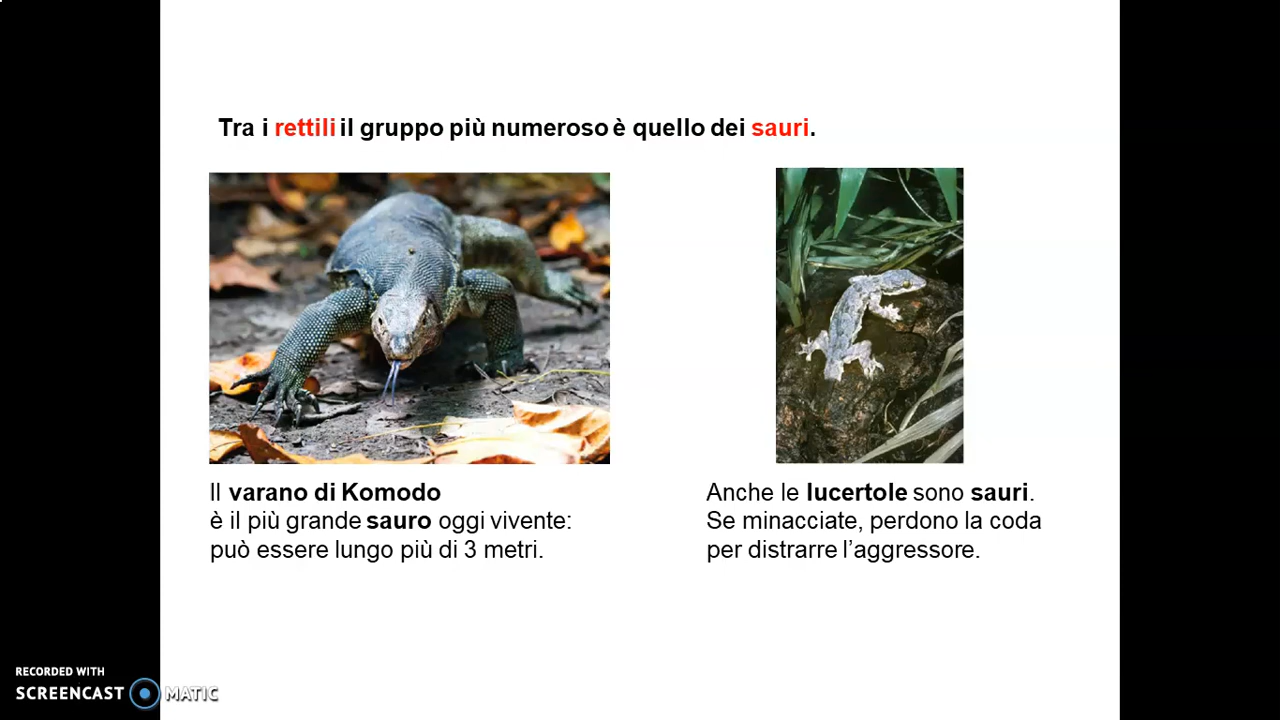 Tra i rettili il gruppo più numeroso è quello dei sauri.
Il varano di Komodo
è il più grande sauro oggi vivente:
può essere lungo più di 3 metri.
Anche le lucertole sono sauri.
Se minacciate, perdono la coda
per distrarre l'aggressore.
RECORDED WITH
SCREENCAST MATIC